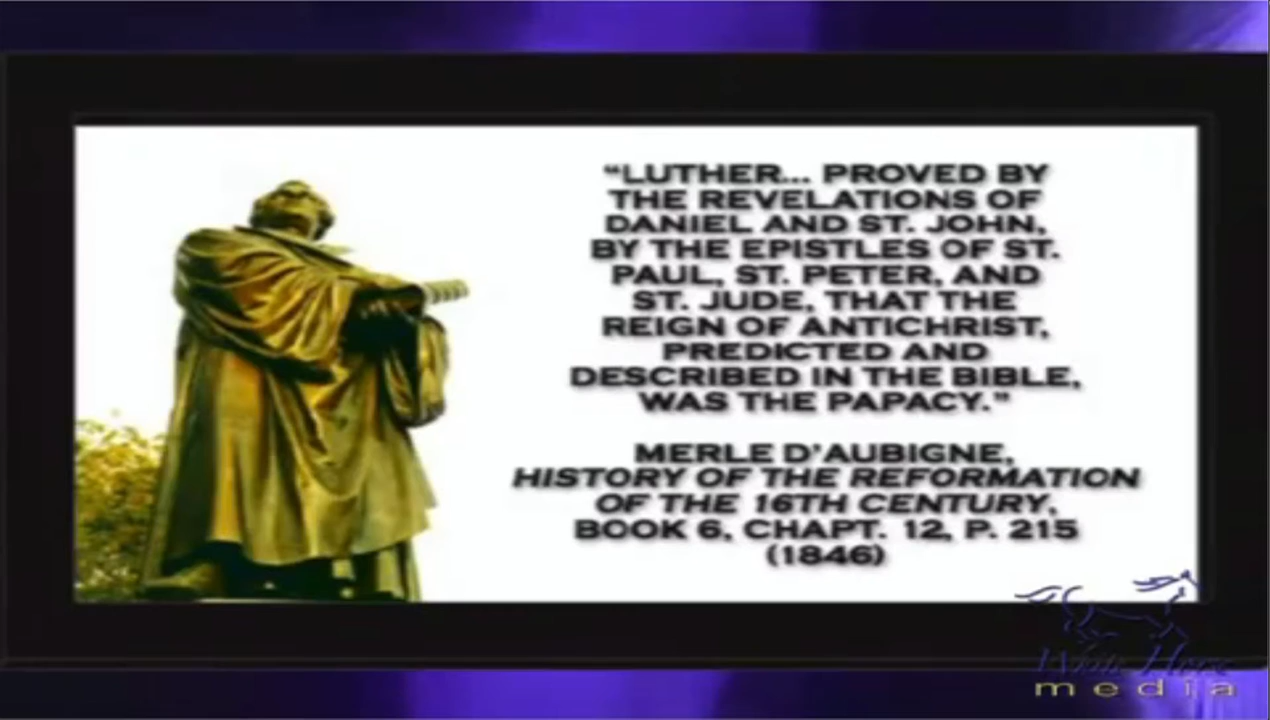 “LUTHER... PROVED BY
THE REVELATIONS OF
DANIEL AND ST. JOHN,
BY THE EPISTLES OF ST.
PAUL, ST. PETER, AND
ST. JUDE, THAT THE
REIGN OF ANTICHRIST,
PREDICTED AND
DESCRIBED IN THE BIBLE,
WAS THE PAPACY.”
MERLE D’AUBIGNE,
HISTORY OF THE REFORMATION
OF THE 16TH CENTURY,
BOOK 6, CHAPT. 12, P. 215
(1846)
White Horse
media